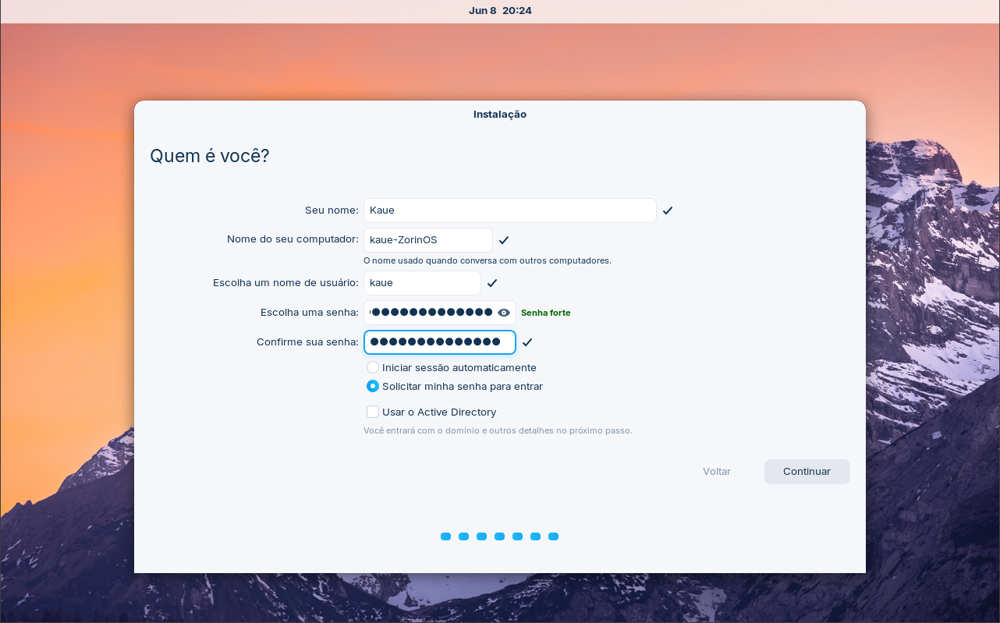 Jun 8 20:24
Instalação
Quem é você?
Seu nome: Kaue
Nome do seu computador: kaue-ZorinOS
O nome usado quando conversa com outros computadores.
Escolha um nome de usuário: kaue
Escolha uma senha: Senha forte
Confirme sua senha:
Iniciar sessão automaticamente
Solicitar minha senha para entrar
Usar o Active Directory
Você entrará com o domínio e outros detalhes no próximo passo.
Voltar Continuar